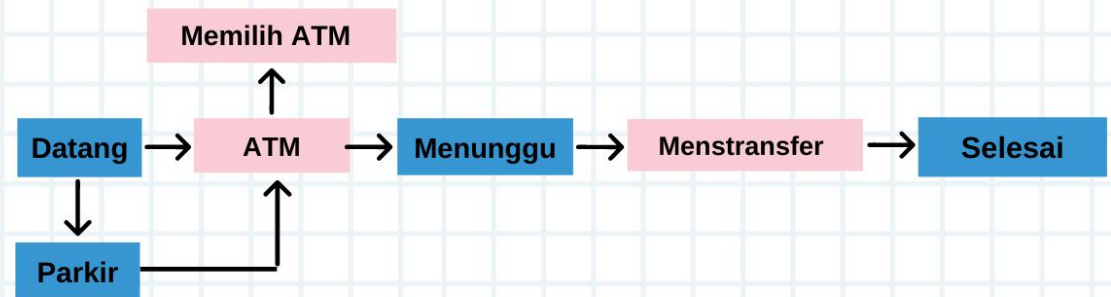 Memilih ATM
Datang
ATM
Menunggu
Menstransfer
Selesai
Parkir